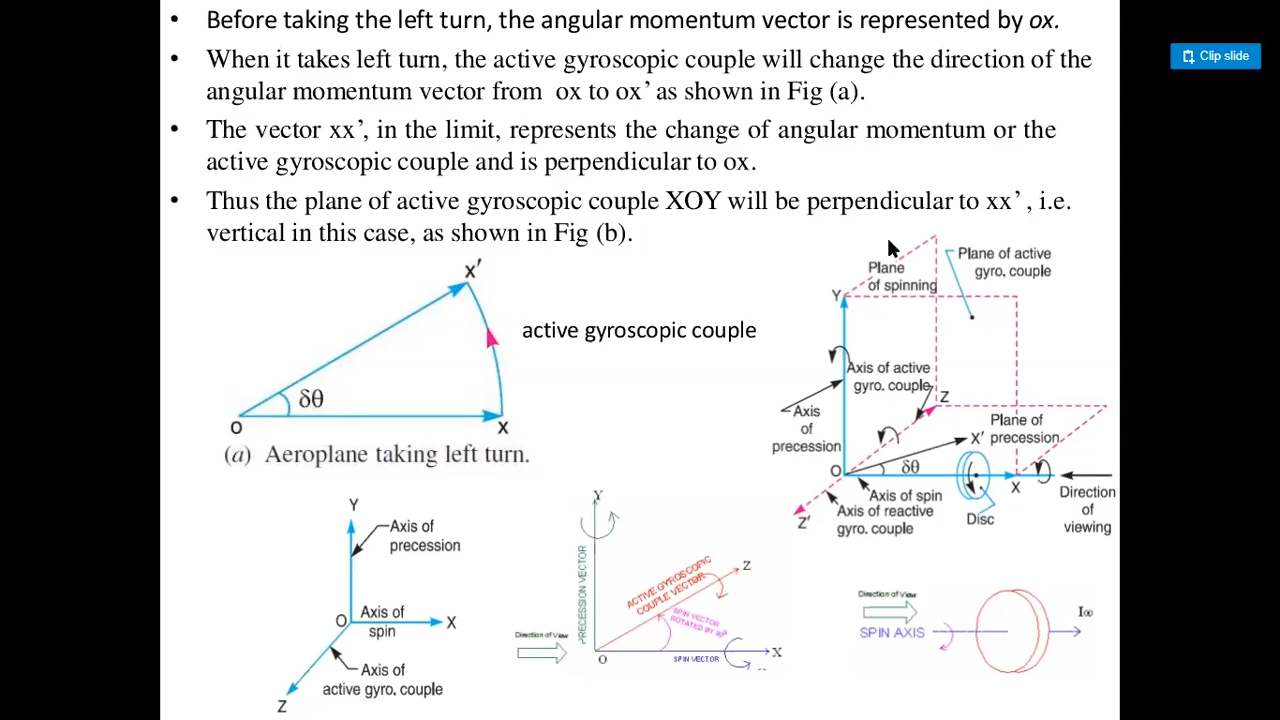 • Before taking the left turn, the angular momentum vector is represented by ox.
• When it takes left turn, the active gyroscopic couple will change the direction of the
angular momentum vector from ox to ox’ as shown in Fig (a).
• The vector xx’, in the limit, represents the change of angular momentum or the
active gyroscopic couple and is perpendicular to ox.
• Thus the plane of active gyroscopic couple XOY will be perpendicular to xx’ , i.e.
vertical in this case, as shown in Fig (b).
Clip slide
x′
active gyroscopic couple
δθ
O
x
(a) Aeroplane taking left turn.
Plane
of spinning
Plane of active
gyro. couple
Y
Axis of active
gyro. couple
Axis
of
precession
Z
Plane of
precession
X′
O
δθ
X
Axis of spin
Axis of reactive
gyro. couple
Z′
Disc
Direction
of
viewing
Y
Axis of
precession
O
Axis of
spin
X
Axis of
active gyro. couple
Z
Y
PRECESSION VECTOR
ACTIVE GYROSCOPIC
COUPLE VECTOR
Z
SPIN VECTOR
ROTATED BY 90°
Direction of View
O
SPIN VECTOR
X
Direction of View
SPIN AXIS
Iω